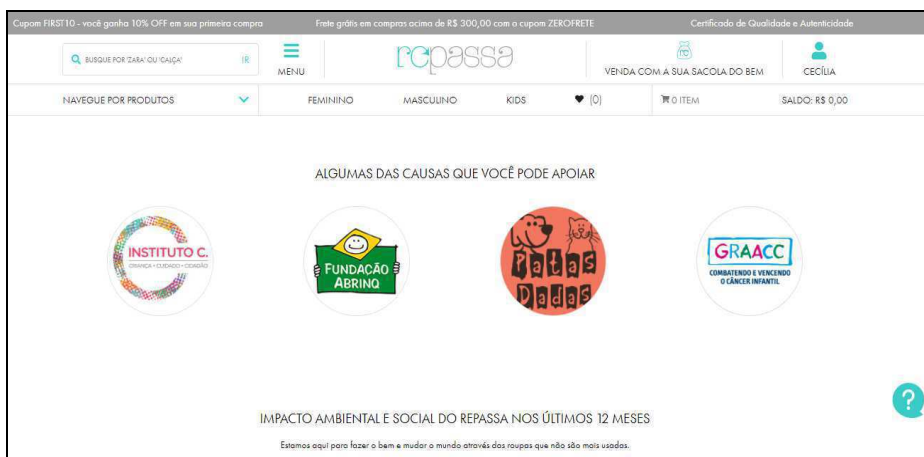 Cupom FIRST10 - você ganha 10% OFF em sua primeira compra
Frete grátis em compras acima de R$ 300,00 com o cupom ZEROFRETE
Certificado de Qualidade e Autenticidade
BUSQUE POR 'ZARA' OU 'CALÇA'
IR
MENU
repassa
VENDA COM A SUA SACOLA DO BEM
CECÍLIA
NAVEGUE POR PRODUTOS
FEMININO
MASCULINO
KIDS
(0)
0 ITEM
SALDO: R$ 0,00
ALGUMAS DAS CAUSAS QUE VOCÊ PODE APOIAR
INSTITUTO C.
CRIANÇA • CUIDADO • CIDADÃO
FUNDAÇÃO
ABRINQ
Patas
Dadas
GRAACC
COMBATENDO E VENCENDO
O CÂNCER INFANTIL
?
IMPACTO AMBIENTAL E SOCIAL DO REPASSA NOS ÚLTIMOS 12 MESES
Estamos aqui para fazer o bem e mudar o mundo através das roupas que não são mais usadas.